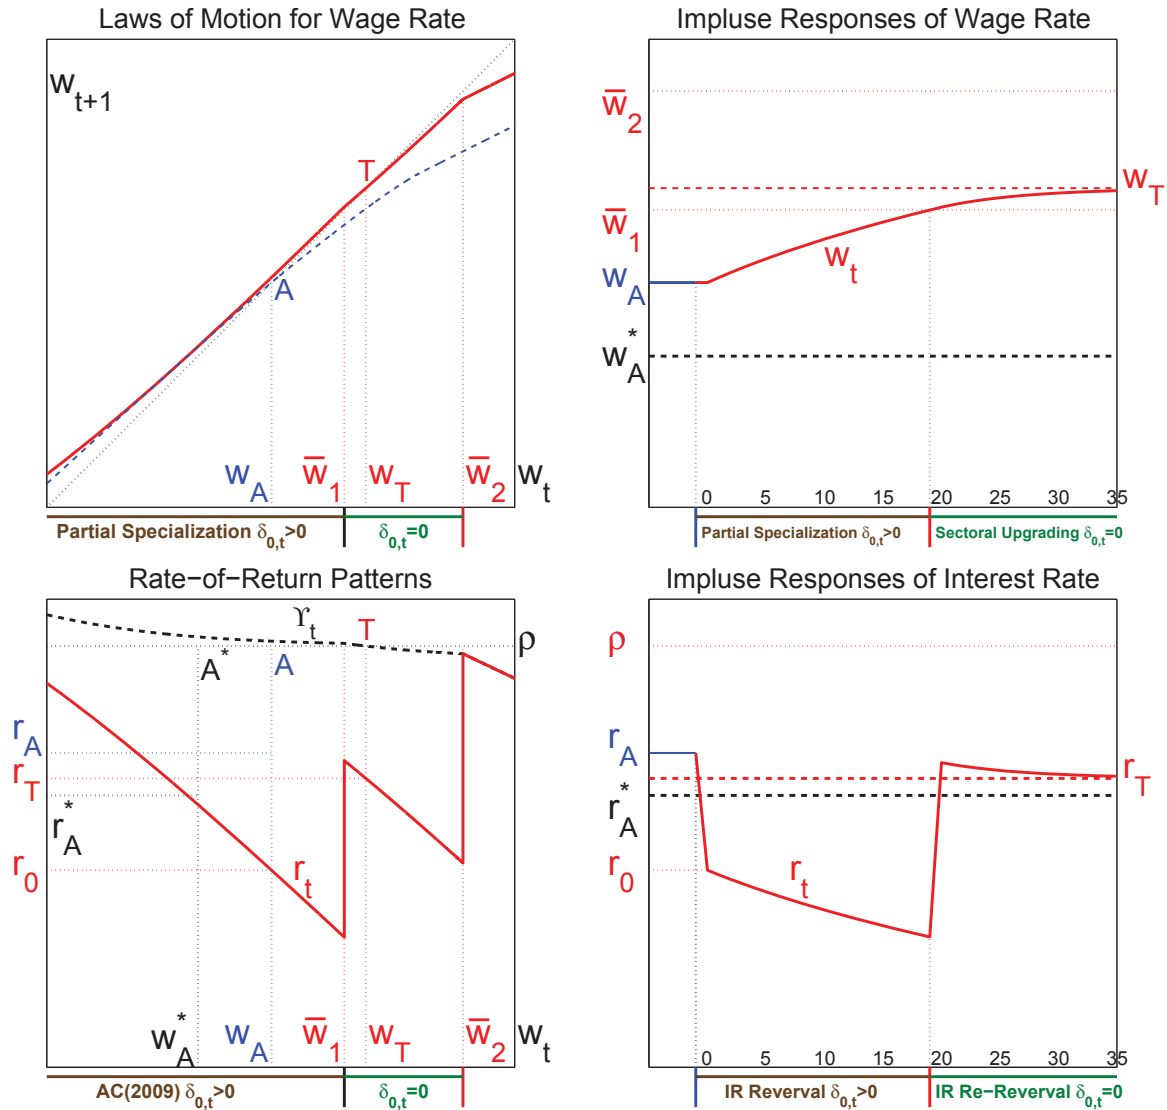 Laws of Motion for Wage Rate
w_{t+1}
T
A
w_A
w̄_1
w_T
w̄_2
w_t
Partial Specialization δ_{0,t}>0
δ_{0,t}=0
Impluse Responses of Wage Rate
w̄_2
w_T
w̄_1
w_t
w_A
w_A^*
0 5 10 15 20 25 30 35
Partial Specialization δ_{0,t}>0
Sectoral Upgrading δ_{0,t}=0
Rate−of−Return Patterns
ϒ_t
T
ρ
A^*
A
r_A
r_T
r_A^*
r_0
r_t
w_A^*
w_A
w̄_1
w_T
w̄_2
w_t
AC(2009) δ_{0,t}>0
δ_{0,t}=0
Impluse Responses of Interest Rate
ρ
r_A
r_T
r_A^*
r_0
r_t
0 5 10 15 20 25 30 35
IR Reverval δ_{0,t}>0
IR Re−Reverval δ_{0,t}=0